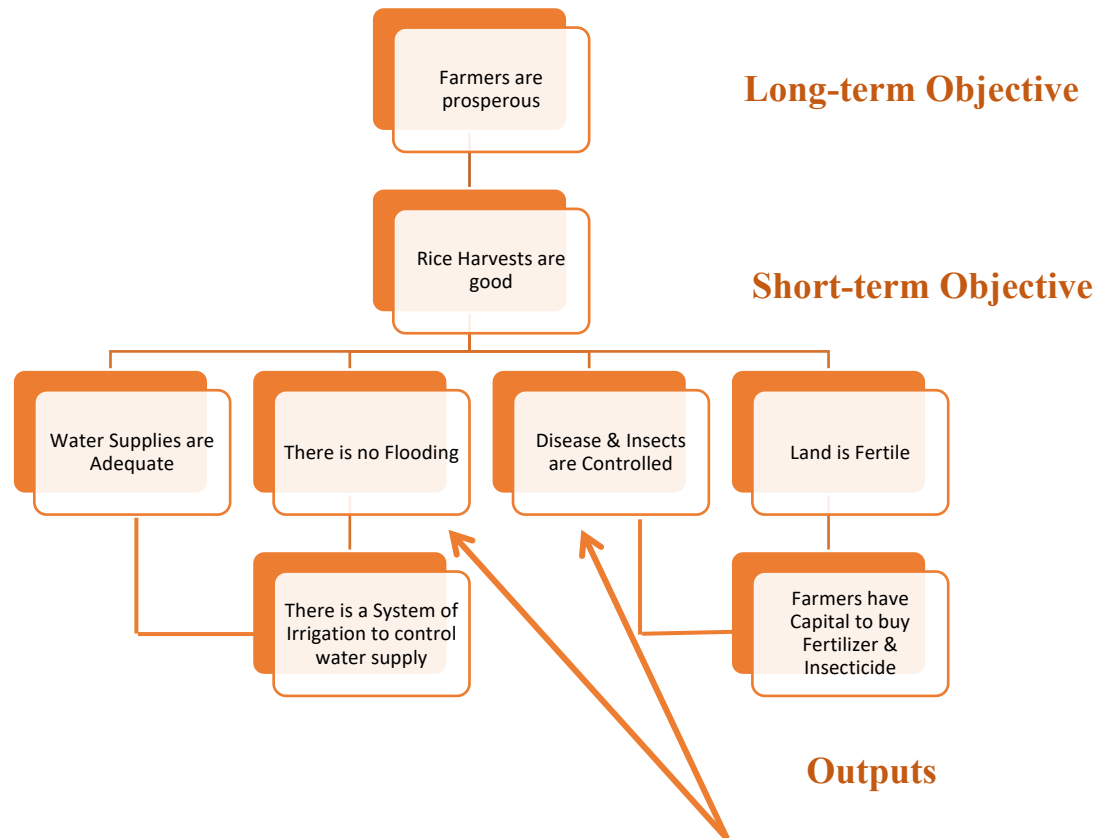 Farmers are
prosperous
Long-term Objective
Rice Harvests are
good
Short-term Objective
Water Supplies are
Adequate
There is no Flooding
Disease & Insects
are Controlled
Land is Fertile
There is a System of
Irrigation to control
water supply
Farmers have
Capital to buy
Fertilizer &
Insecticide
Outputs